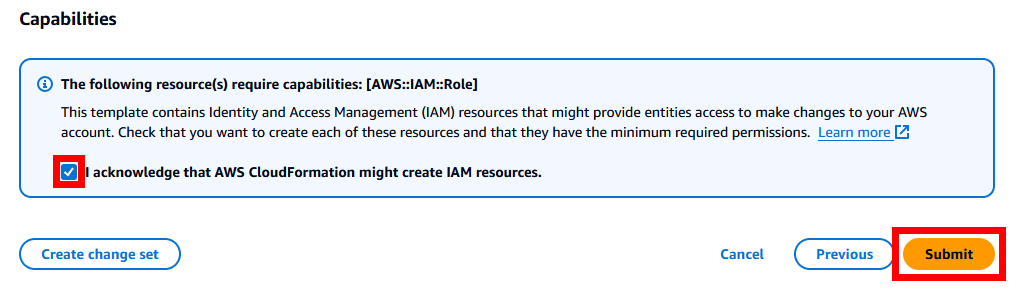 Capabilities
The following resource(s) require capabilities: [AWS::IAM::Role]
This template contains Identity and Access Management (IAM) resources that might provide entities access to make changes to your AWS
account. Check that you want to create each of these resources and that they have the minimum required permissions. Learn more
I acknowledge that AWS CloudFormation might create IAM resources.
Create change set Cancel Previous Submit